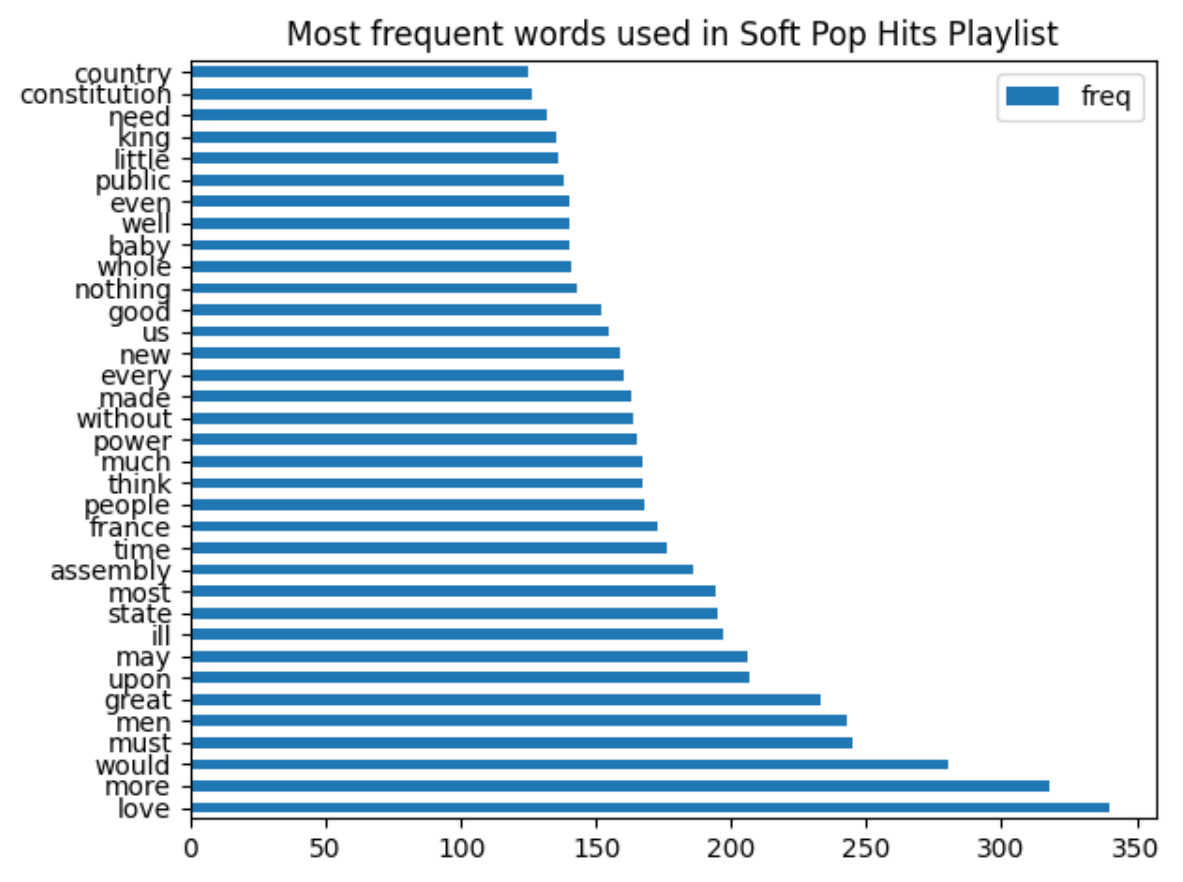 Most frequent words used in Soft Pop Hits Playlist
freq
country
constitution
need
king
little
public
even
well
baby
whole
nothing
good
us
new
every
made
without
power
much
think
people
france
time
assembly
most
state
ill
may
upon
great
men
must
would
more
love
0 50 100 150 200 250 300 350